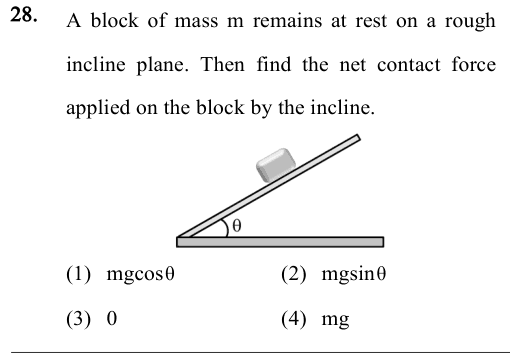 28. A block of mass m remains at rest on a rough
incline plane. Then find the net contact force
applied on the block by the incline.
θ
(1) mgcosθ (2) mgsinθ
(3) 0 (4) mg